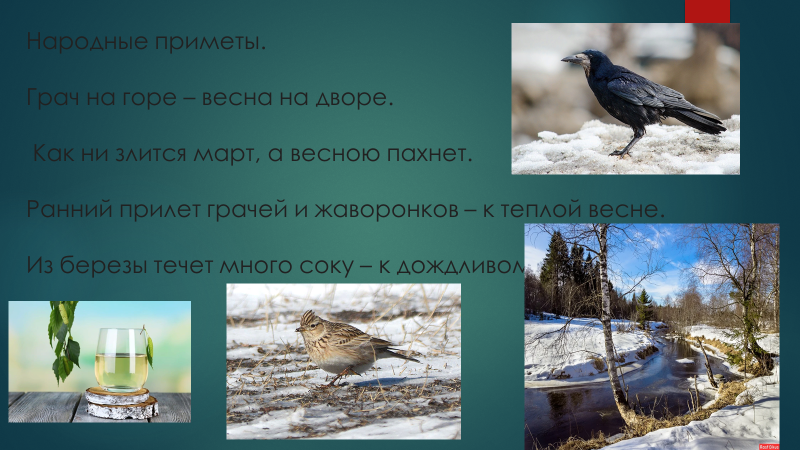 Народные приметы.
Грач на горе – весна на дворе.
Как ни злится март, а весною пахнет.
Ранний прилет грачей и жаворонков – к теплой весне.
Из березы течет много соку – к